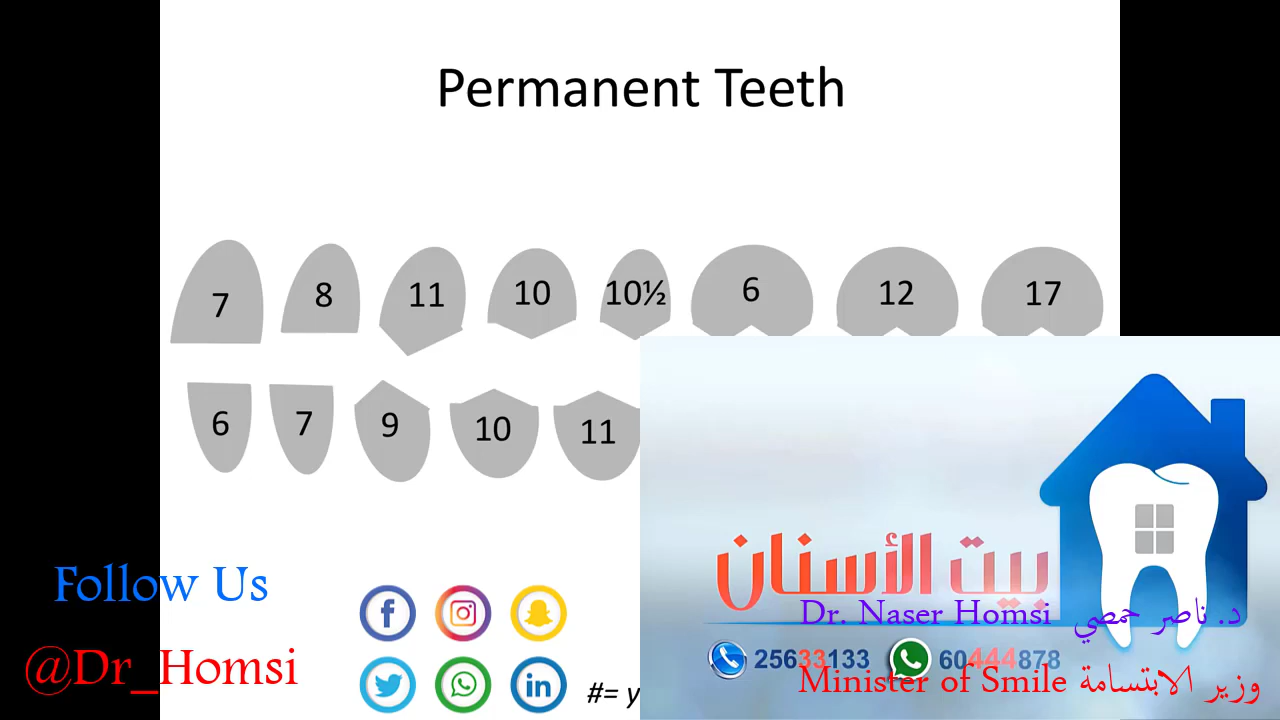 Permanent Teeth
7 8 11 10 10½ 6 12 17
6 7 9 10 11
Follow Us
@Dr_Homsi
#= y
بيت الأسنان
Dr. Naser Homsi د. ناصر حمصي
25633133 60444878
Minister of Smile وزير الابتسامة